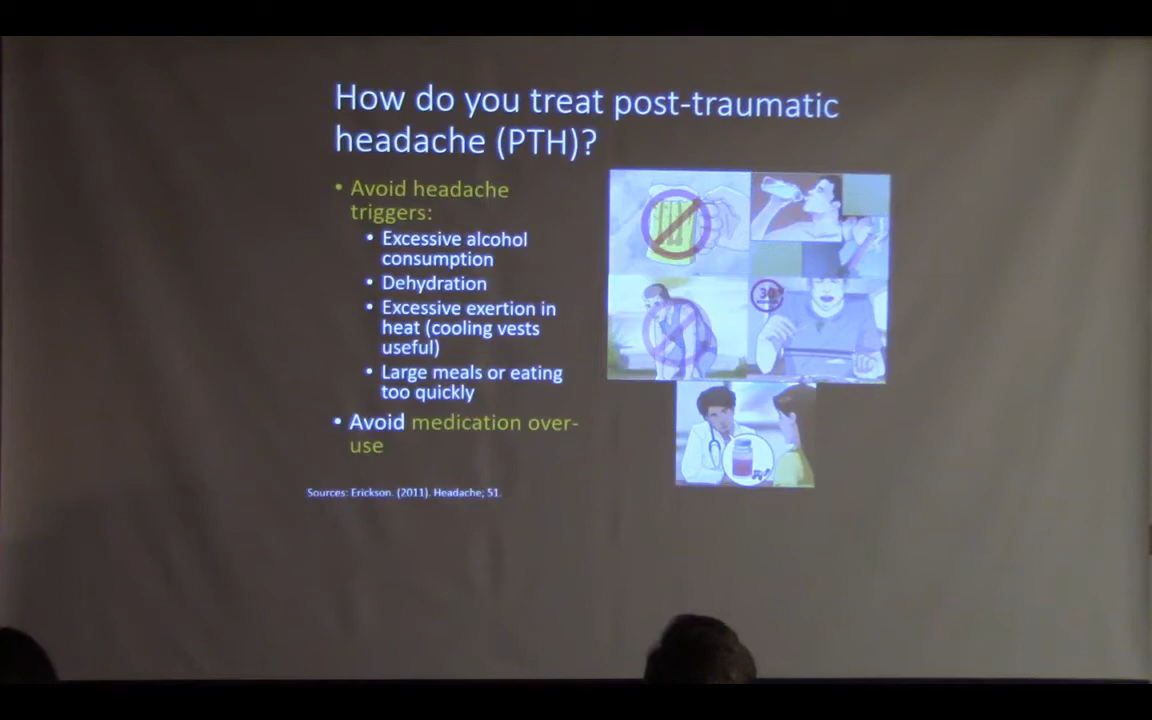 How do you treat post-traumatic
headache (PTH)?
• Avoid headache
triggers:
• Excessive alcohol
consumption
• Dehydration
• Excessive exertion in
heat (cooling vests
useful)
• Large meals or eating
too quickly
• Avoid medication over-
use
Sources: Erickson. (2011). Headache; 51.
30